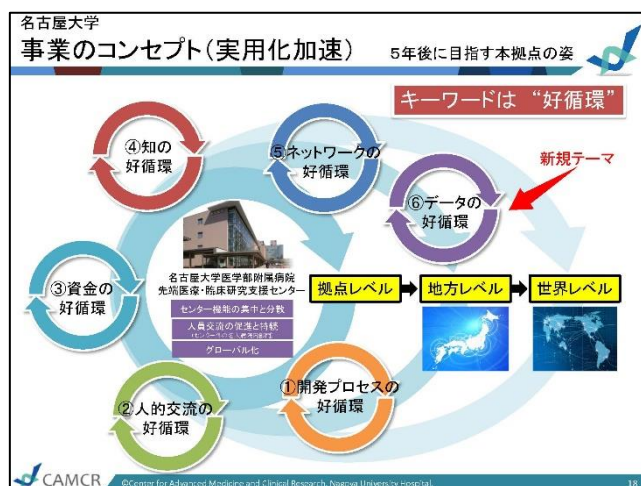 名古屋大学
事業のコンセプト(実用化加速)
5年後に目指す本拠点の姿
キーワードは “好循環”
④知の
好循環
⑤ネットワークの
好循環
新規テーマ
⑥データの
好循環
③資金の
好循環
名古屋大学医学部附属病院
先端医療・臨床研究支援センター
センター機能の集中と分散
人員交流の促進と持続
グローバル化
拠点レベル
地方レベル
世界レベル
②人的交流の
好循環
①開発プロセスの
好循環
CAMCR
©Center for Advanced Medicine and Clinical Research, Nagoya University Hospital.
18